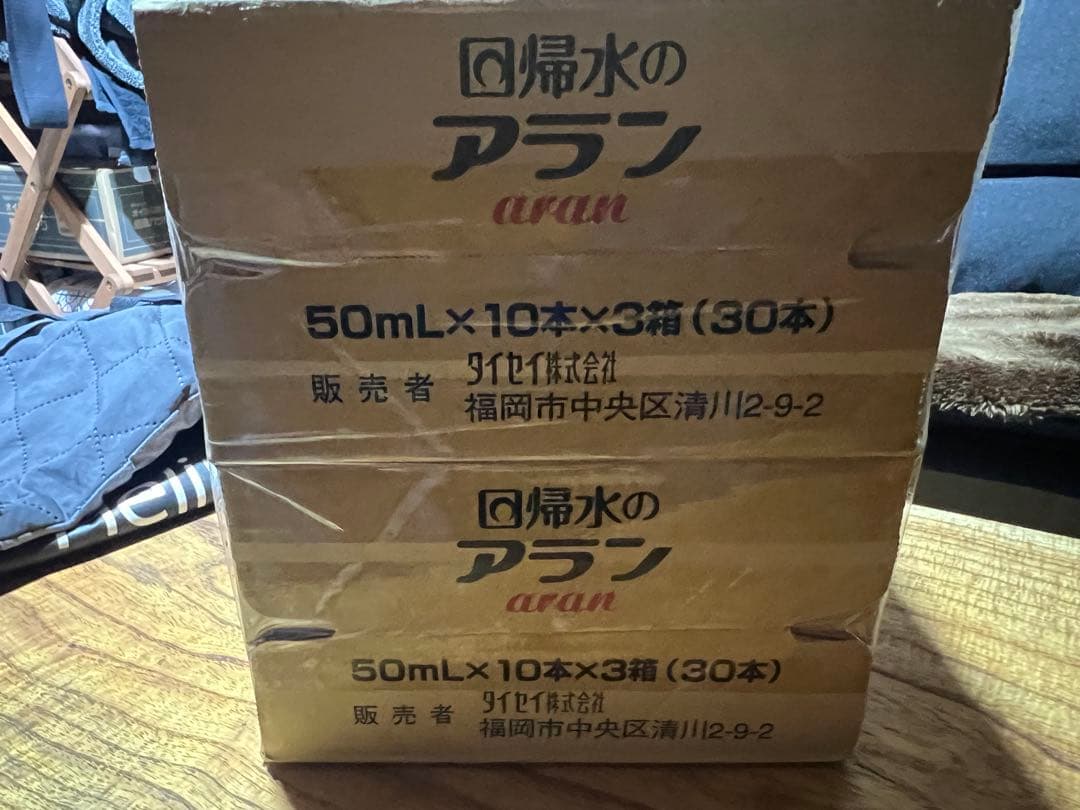 回帰水の
アラン
aran
50mL×10本×3箱(30本)
販売者 タイセイ株式会社
福岡市中央区清川2-9-2
回帰水の
アラン
aran
50mL×10本×3箱(30本)
販売者 タイセイ株式会社
福岡市中央区清川2-9-2